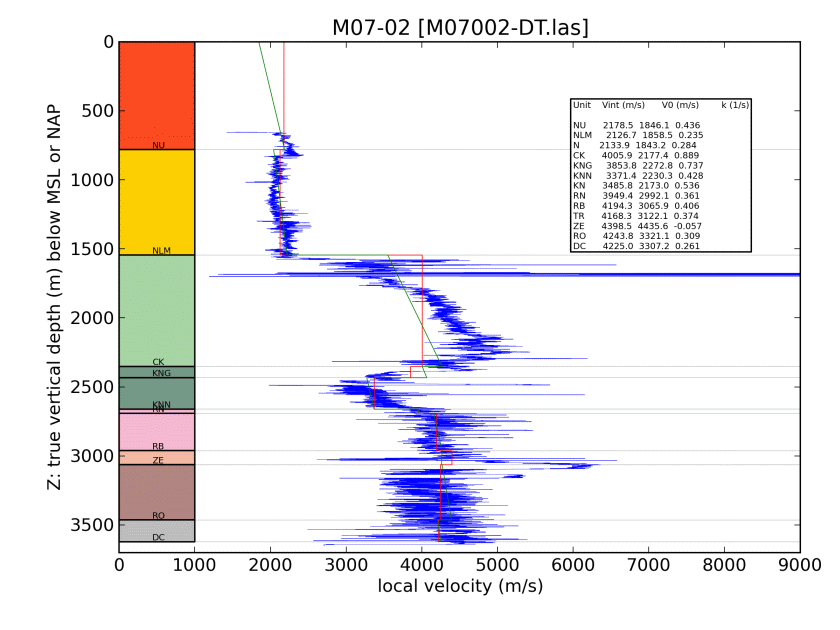 M07-02 [M07002-DT.las]
0
500
1000
1500
2000
2500
3000
3500
Z: true vertical depth (m) below MSL or NAP
NU
NLM
CK
KNG
KNN
RN
RB
ZE
RO
DC
Unit Vint (m/s) V0 (m/s) k (1/s)
NU 2178.5 1846.1 0.436
NLM 2126.7 1858.5 0.235
N 2133.9 1843.2 0.284
CK 4005.9 2177.4 0.889
KNG 3853.8 2272.8 0.737
KNN 3371.4 2230.3 0.428
KN 3485.8 2173.0 0.536
RN 3949.4 2992.1 0.361
RB 4194.3 3065.9 0.406
TR 4168.3 3122.1 0.374
ZE 4398.5 4435.6 -0.057
RO 4243.8 3321.1 0.309
DC 4225.0 3307.2 0.261
0 1000 2000 3000 4000 5000 6000 7000 8000 9000
local velocity (m/s)